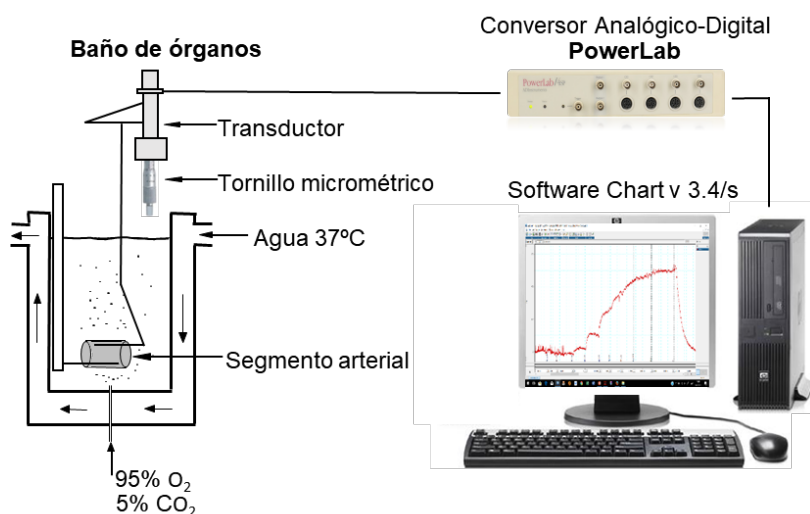 Conversor Analógico-Digital
PowerLab
Baño de órganos
PowerLab
Transductor
Tornillo micrométrico
Software Chart v 3.4/s
Agua 37ºC
Segmento arterial
95% O₂
5% CO₂